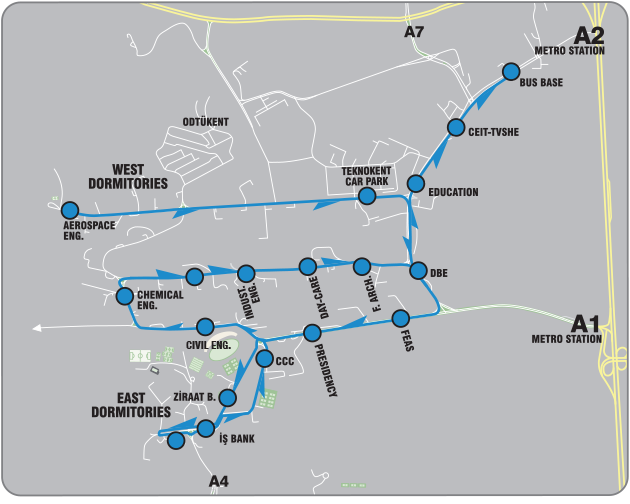 A7
A2
METRO STATION
BUS BASE
ODTÜKENT
CEIT-TVSHE
WEST
DORMITORIES
TEKNOKENT
CAR PARK
EDUCATION
AEROSPACE
ENG.
DBE
CHEMICAL
ENG.
INDUST.
ENG.
DAY-CARE
F. ARCH.
A1
METRO STATION
CIVIL ENG.
FEAS
PRESIDENCY
CCC
EAST
DORMITORIES
ZİRAAT B.
İŞ BANK
A4